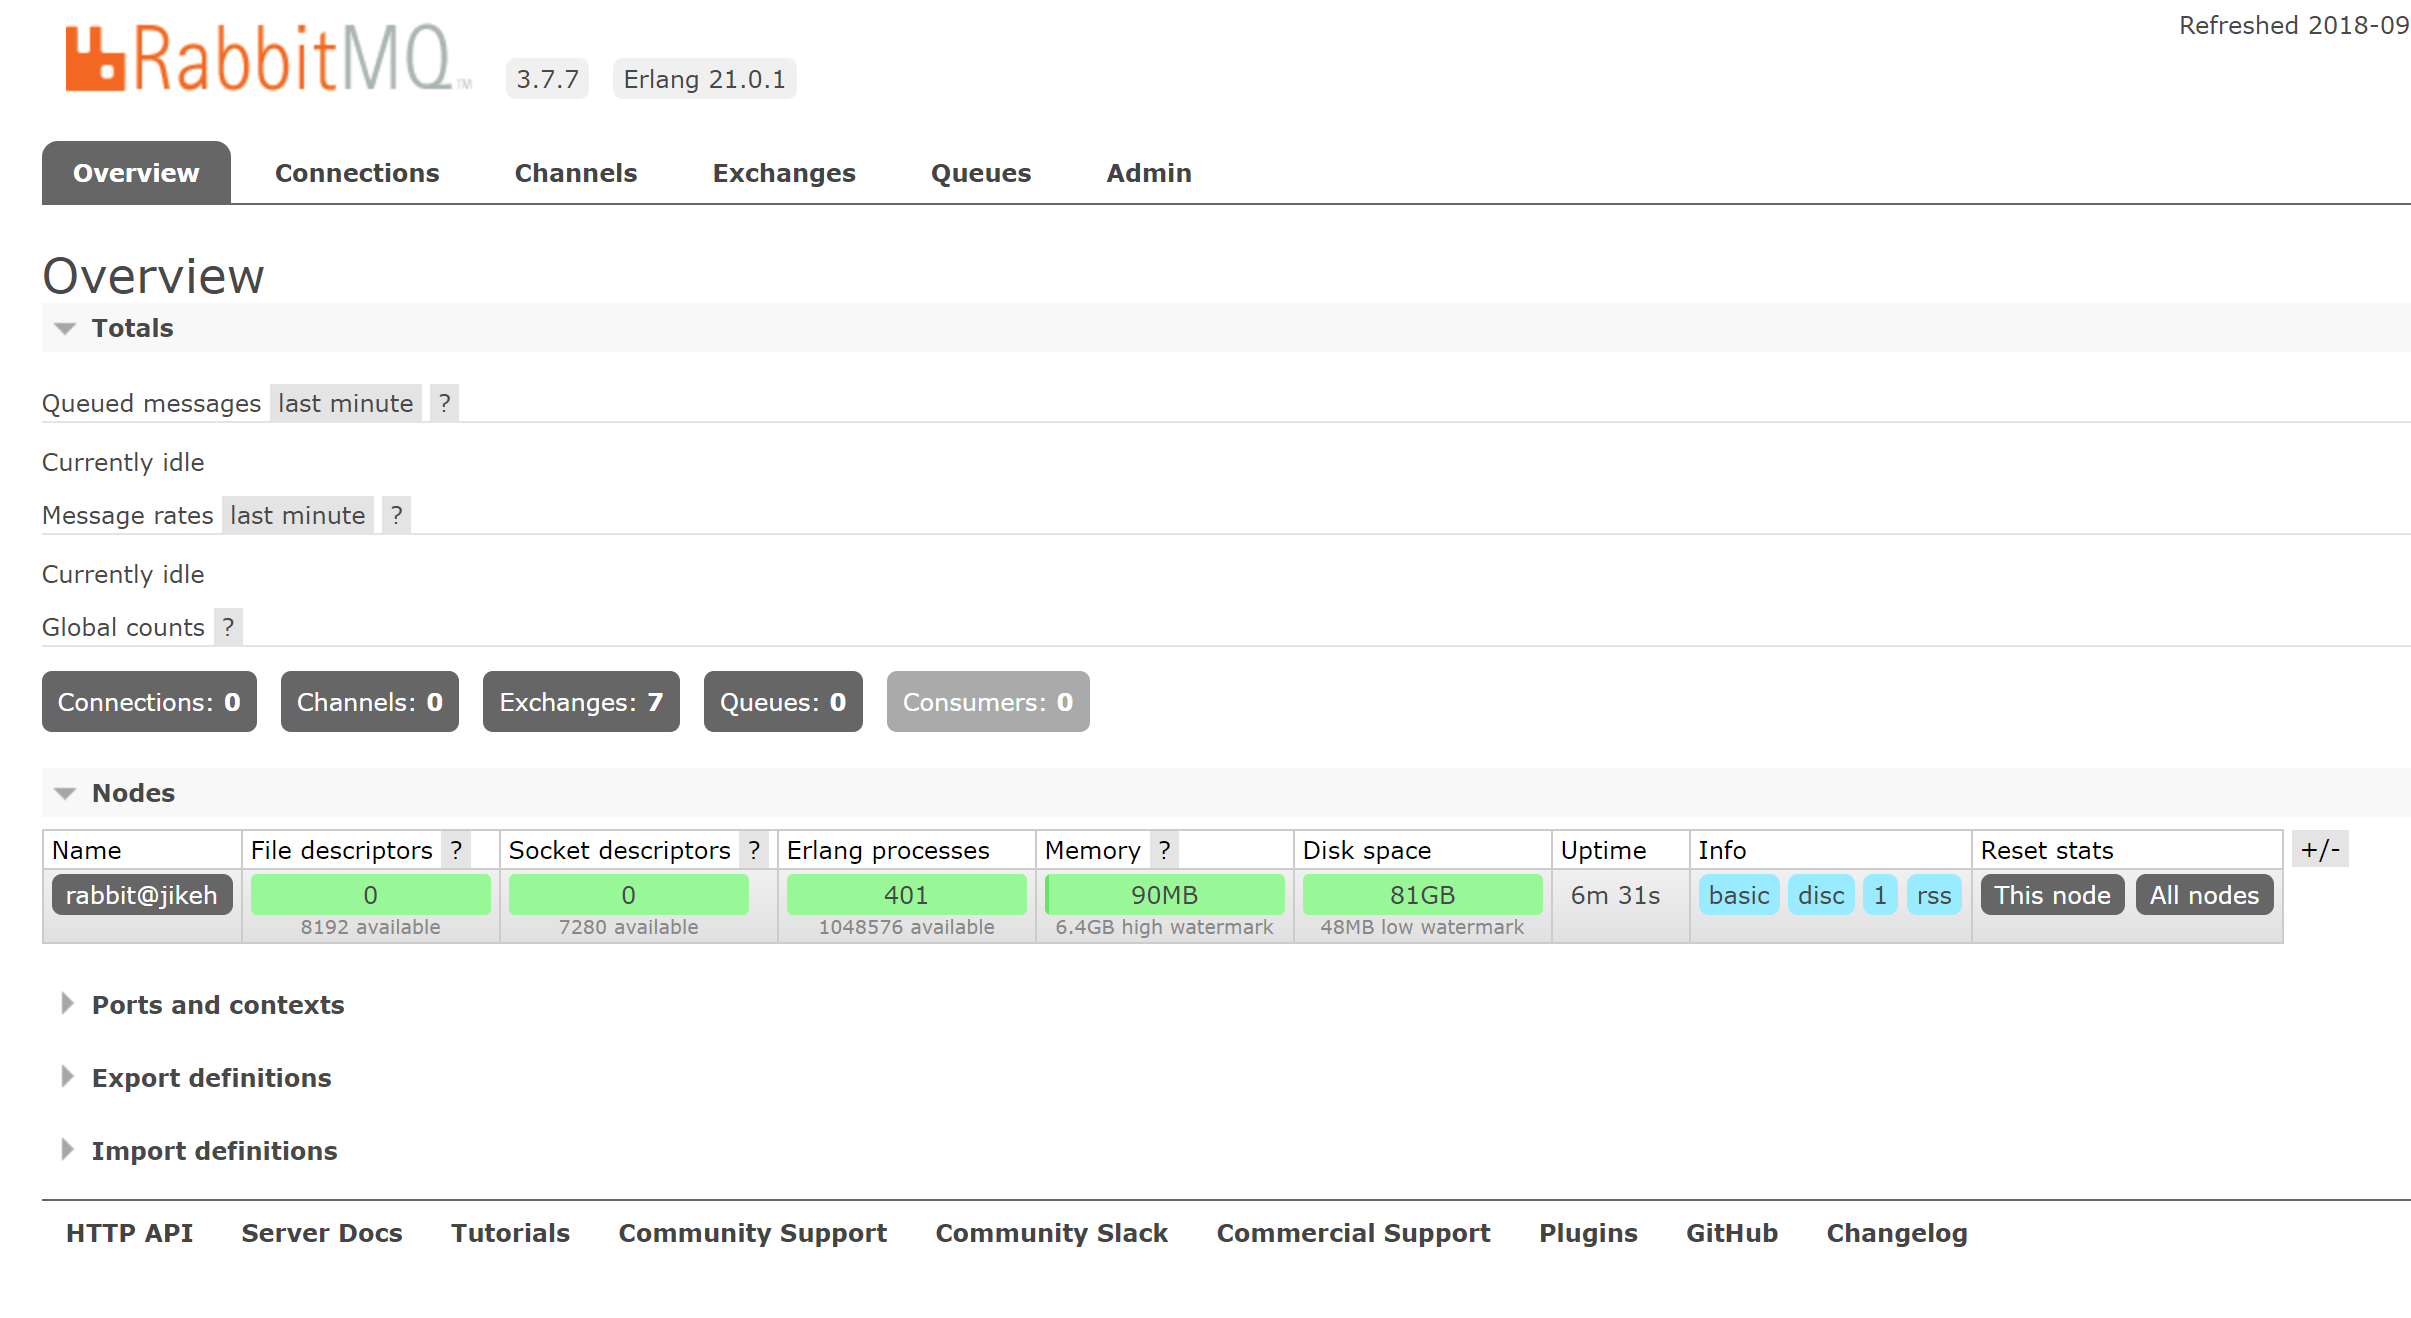 RabbitMQ™ 3.7.7 Erlang 21.0.1 Refreshed 2018-09
Overview Connections Channels Exchanges Queues Admin
Overview
Totals
Queued messages last minute ?
Currently idle
Message rates last minute ?
Currently idle
Global counts ?
Connections: 0 Channels: 0 Exchanges: 7 Queues: 0 Consumers: 0
Nodes
Name File descriptors ? Socket descriptors ? Erlang processes Memory ? Disk space Uptime Info Reset stats +/-
rabbit@jikeh 0 0 401 90MB 81GB 6m 31s basic disc 1 rss This node All nodes
8192 available 7280 available 1048576 available 6.4GB high watermark 48MB low watermark
Ports and contexts
Export definitions
Import definitions
HTTP API Server Docs Tutorials Community Support Community Slack Commercial Support Plugins GitHub Changelog